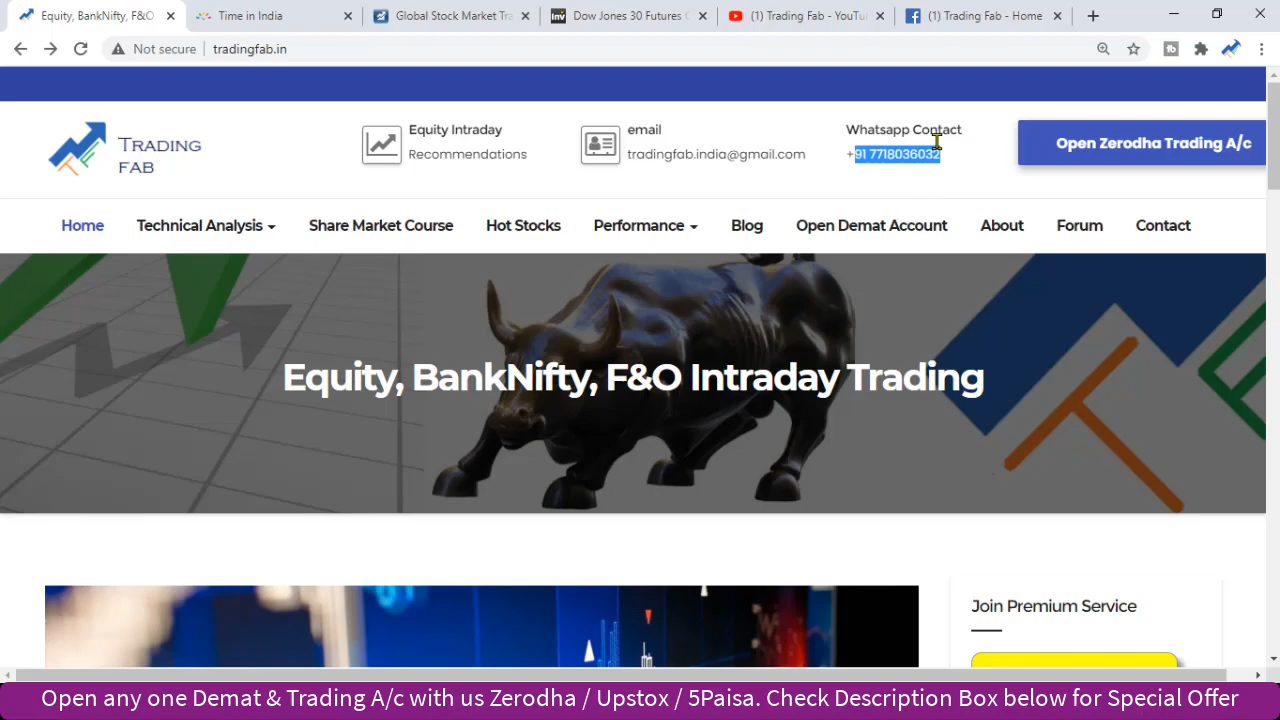 Equity, BankNifty, F&O
Time in India
Global Stock Market Tra
Dow Jones 30 Futures C
(1) Trading Fab - YouTu
(1) Trading Fab - Home
Not secure
tradingfab.in
TRADING
FAB
Equity Intraday
Recommendations
email
tradingfab.india@gmail.com
Whatsapp Contact
+91 7718036032
Open Zerodha Trading A/c
Home
Technical Analysis
Share Market Course
Hot Stocks
Performance
Blog
Open Demat Account
About
Forum
Contact
Equity, BankNifty, F&O Intraday Trading
Join Premium Service
Open any one Demat & Trading A/c with us Zerodha / Upstox / 5Paisa. Check Description Box below for Special Offer